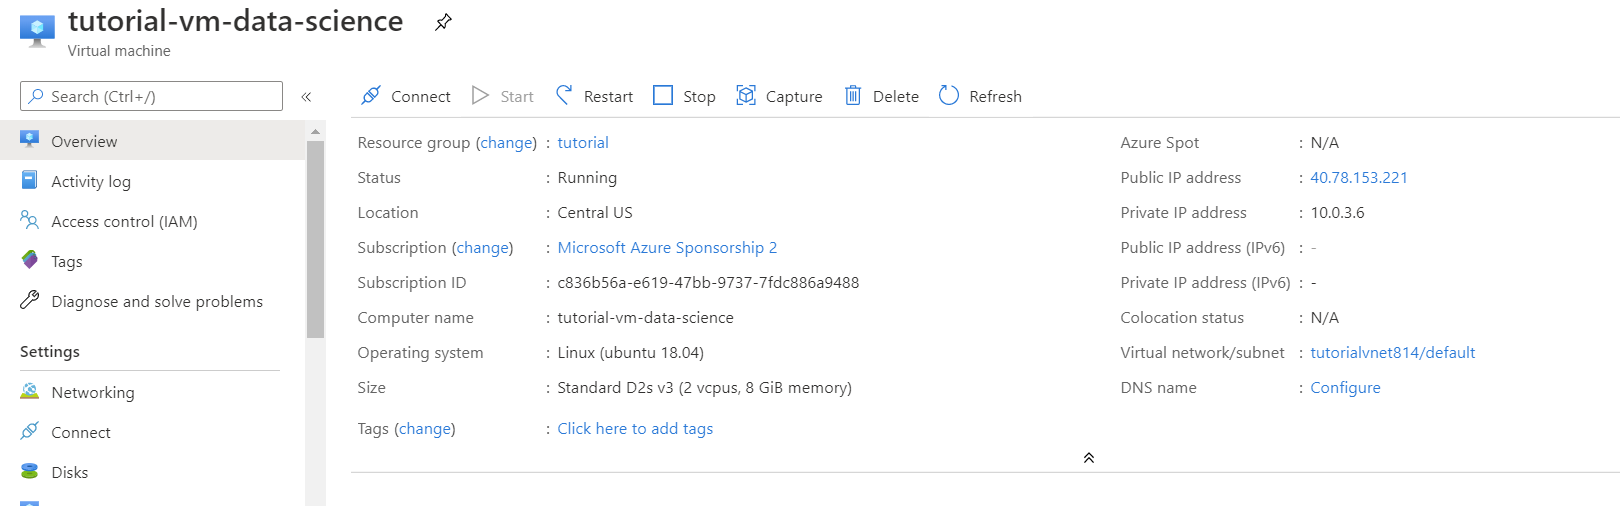 tutorial-vm-data-science
Virtual machine
Search (Ctrl+/)
«
Overview
Activity log
Access control (IAM)
Tags
Diagnose and solve problems
Settings
Networking
Connect
Disks
Connect Start Restart Stop Capture Delete Refresh
Resource group (change) : tutorial
Status : Running
Location : Central US
Subscription (change) : Microsoft Azure Sponsorship 2
Subscription ID : c836b56a-e619-47bb-9737-7fdc886a9488
Computer name : tutorial-vm-data-science
Operating system : Linux (ubuntu 18.04)
Size : Standard D2s v3 (2 vcpus, 8 GiB memory)
Tags (change) : Click here to add tags
Azure Spot : N/A
Public IP address : 40.78.153.221
Private IP address : 10.0.3.6
Public IP address (IPv6) : -
Private IP address (IPv6) : -
Colocation status : N/A
Virtual network/subnet : tutorialvnet814/default
DNS name : Configure